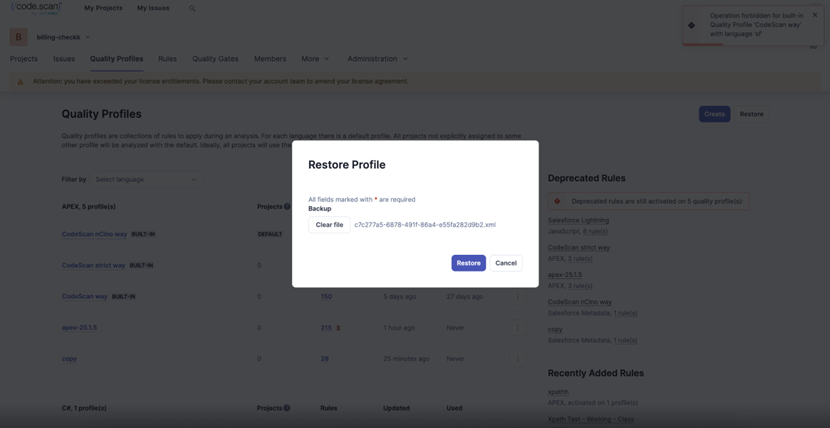 [code.scan]
My Projects
My Issues
Operation forbidden for built-in
Quality Profile 'CodeScan way'
with language 'sf'
B
billing-checkk
Projects
Issues
Quality Profiles
Rules
Quality Gates
Members
More
Administration
Attention: you have exceeded your license entitlements. Please contact your account team to amend your license agreement.
Quality Profiles
Create
Restore
Quality profiles are collections of rules to apply during an analysis. For each language there is a default profile. All projects not explicitly assigned to some
other profile will be analyzed with the default. Ideally, all projects will use the
Filter by
Select language
APEX, 5 profile(s)
Projects
CodeScan nCino way BUILT-IN
DEFAULT
CodeScan strict way BUILT-IN
0
CodeScan way BUILT-IN
0
150
5 days ago
27 days ago
apex-25.1.5
0
215
1 hour ago
Never
copy
0
28
25 minutes ago
Never
C#, 1 profile(s)
Projects
Rules
Updated
Used
Restore Profile
All fields marked with * are required
Backup
Clear file
c7c277a5-6878-491f-86a4-e55fa282d9b2.xml
Restore
Cancel
Deprecated Rules
Deprecated rules are still activated on 5 quality profile(s):
Salesforce Lightning
JavaScript, 6 rule(s)
CodeScan strict way
APEX, 3 rule(s)
apex-25.1.5
APEX, 3 rule(s)
CodeScan nCino way
Salesforce Metadata, 1 rule(s)
copy
Salesforce Metadata, 1 rule(s)
Recently Added Rules
xpathh
APEX, activated on 1 profile(s)
Xpath Test - Working - Class